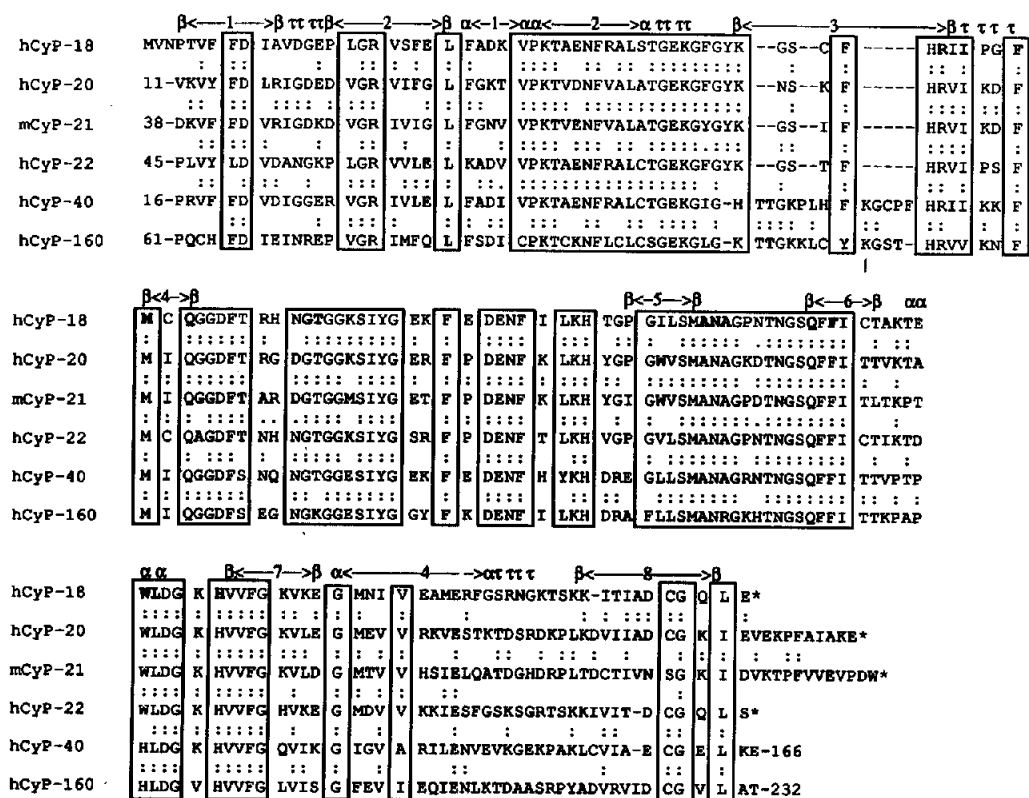 β<—1—>β ττ ττβ<——2——>β α<-1->αα<——2——>α ττ ττ β<————3————>β τ τ τ τ
hCyP-18 MVNPTVF FD IAVDGEP LGR VSFE L FADK VPKTAENFRALSTGEKGFGYK --GS--C F ----- HRII PG F
:: : :: : : : : :::: :: :: ::::::::: :: : :: : :
hCyP-20 11-VKVY FD LRIGDED VGR VIFG L FGKT VPKTVDNFVALATGEKGFGYK --NS--K F ----- HRVI KD F
mCyP-21 38-DKVF FD VRIGDKD VGR IVIG L FGNV VPKTVENFVALATGEKGYGYK --GS--I F ----- HRVI KD F
hCyP-22 45-PLVY LD VDANGKP LGR VVLE L KADV VPKTAENFRALCTGEKGFGYK --GS--T F ----- HRVI PS F
hCyP-40 16-PRVF FD VDIGGER VGR IVLE L FADI VPKTAENFRALCTGEKGIG-H TTGKPLH F KGCPF HRII KK F
hCyP-160 61-PQCH FD IEINREP VGR IMFQ L FSDI CPKTCKNFLCLCSGEKGLG-K TTGKKLC Y KGST- HRVV KN F
β<4->β β<—5—>β β<—6->β αα
hCyP-18 M C QGGDFT RH NGTGGKSIYG EK F E DENF I LKH TGP GILSMANAGPNTNGSQFFI CTAKTE
hCyP-20 M I QGGDFT RG DGTGGKSIYG ER F P DENF K LKH YGP GWVSMANAGKDTNGSQFFI TTVKTA
mCyP-21 M I QGGDFT AR DGTGGMSIYG ET F P DENF K LKH YGI GWVSMANAGPDTNGSQFFI TLTKPT
hCyP-22 M C QAGDFT NH NGTGGKSIYG SR F P DENF T LKH VGP GVLSMANAGPNTNGSQFFI CTIKTD
hCyP-40 M I QGGDFS NQ NGTGGESIYG EK F E DENF H YKH DRE GLLSMANAGRNTNGSQFFI TTVPTP
hCyP-160 M I QGGDFS EG NGKGGESIYG GY F K DENF I LKH DRA FLLSMANRGKHTNGSQFFI TTKPAP
α α β<—7—>β α<————4——>ατ ττ τ β<———8———>β
hCyP-18 WLDG K HVVFG KVKE G MNI V EAMERFGSRNGKTSKK-ITIAD CG Q L E*
hCyP-20 WLDG K HVVFG KVLE G MEV V RKVESTKTDSRDKPLKDVIIAD CG K I EVEKPFAIAKE*
mCyP-21 WLDG K HVVFG KVLD G MTV V HSIELQATDGHDRPLTDCTIVN SG K I DVKTPFVVEVPDW*
hCyP-22 WLDG K HVVFG HVKE G MDV V KKIESFGSKSGRTSKKIVIT-D CG Q L S*
hCyP-40 HLDG K HVVFG QVIK G IGV A RILENVEVKGEKPAKLCVIA-E CG E L KE-166
hCyP-160 HLDG V HVVFG LVIS G FEV I EQIENLKTDAASRPYADVRVID CG V L AT-232